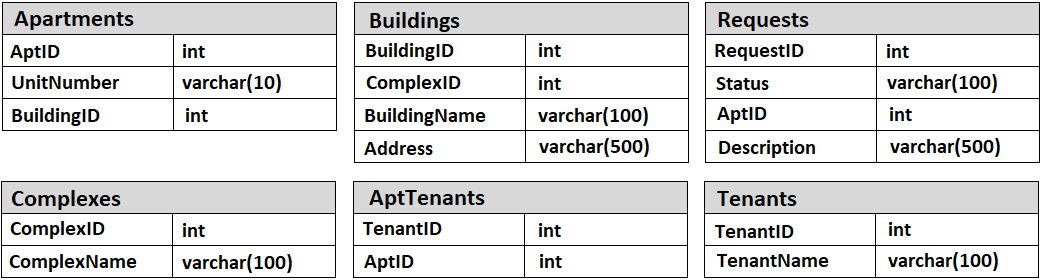 Apartments
AptID int
UnitNumber varchar(10)
BuildingID int
Buildings
BuildingID int
ComplexID int
BuildingName varchar(100)
Address varchar(500)
Requests
RequestID int
Status varchar(100)
AptID int
Description varchar(500)
Complexes
ComplexID int
ComplexName varchar(100)
AptTenants
TenantID int
AptID int
Tenants
TenantID int
TenantName varchar(100)